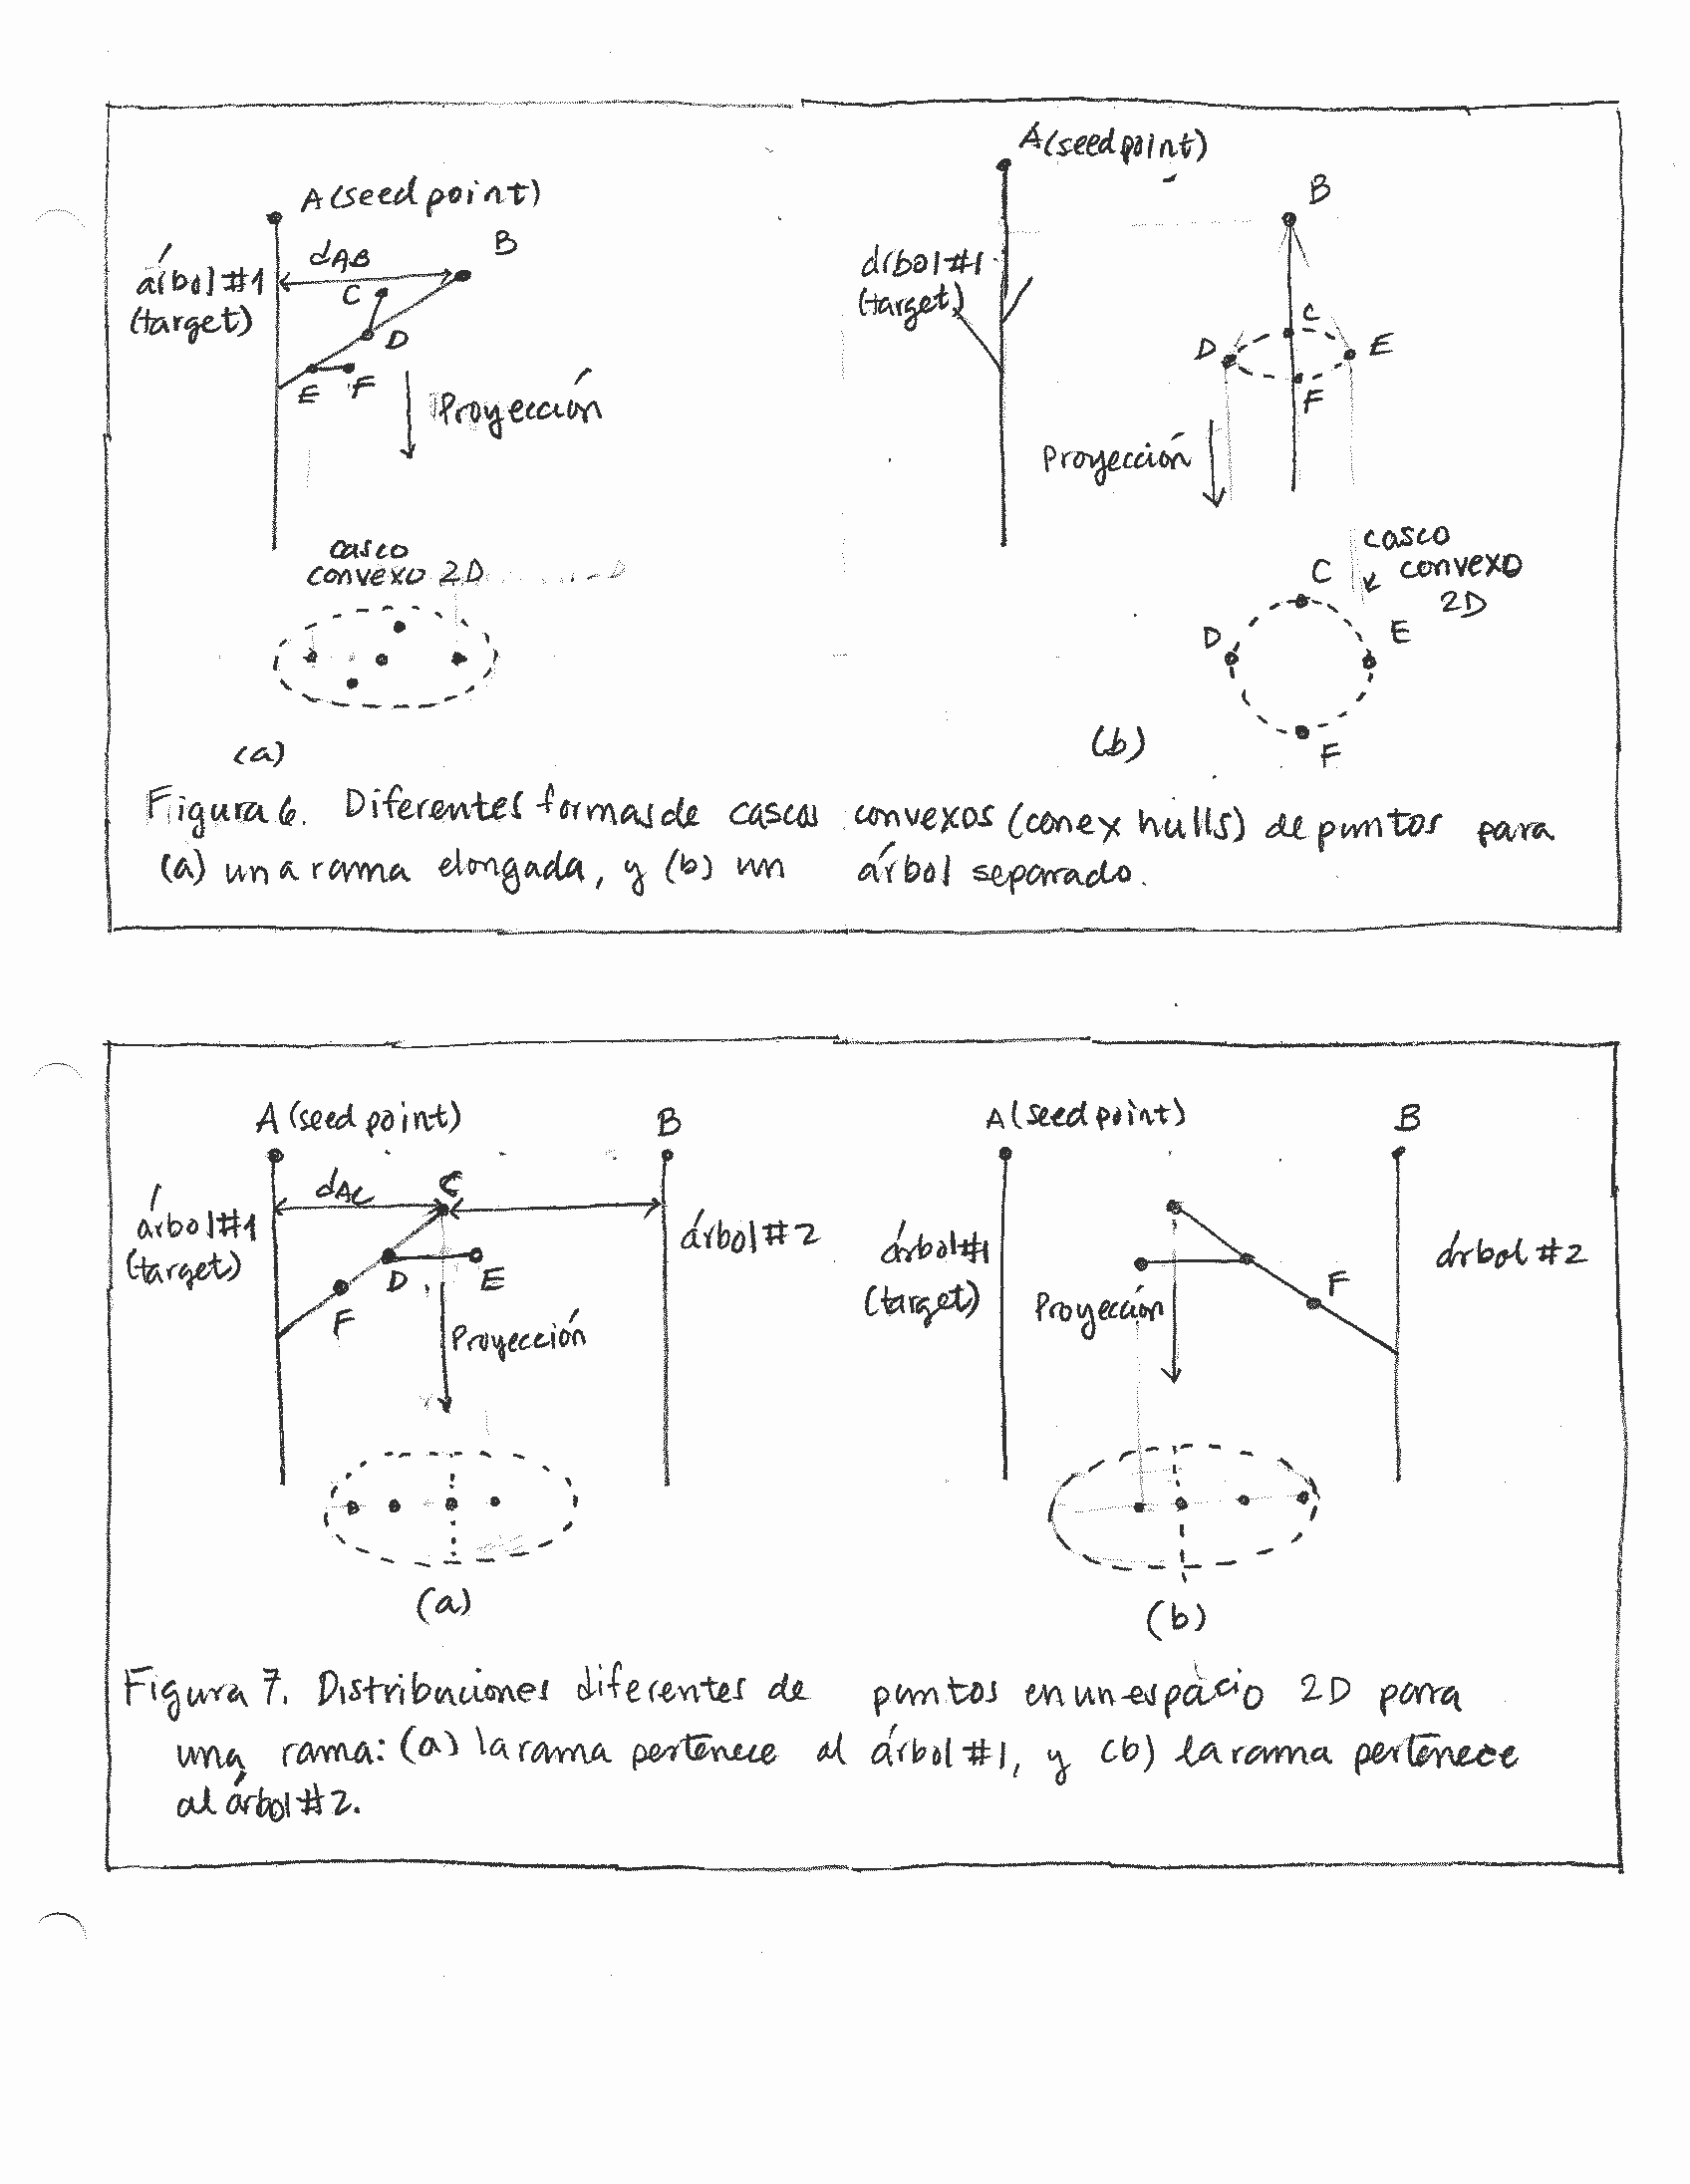 A (seed point)
B
dAB
árbol #1
(target)
C
D
E
F
Proyección
casco
convexo 2D
(a)
A (seed point)
B
árbol #1
(target)
C
D
E
F
Proyección
casco
convexo
2D
C
D
E
F
(b)
Figura 6. Diferentes formas de cascos convexos (conex hulls) de puntos para
(a) una rama elongada, y (b) un árbol separado.
A (seed point)
B
dAC
C
árbol #1
(target)
árbol #2
D
E
F
Proyección
(a)
A (seed point)
B
árbol #1
(target)
árbol #2
F
Proyección
(b)
Figura 7. Distribuciones diferentes de puntos en un espacio 2D para
una rama: (a) la rama pertenece al árbol #1, y (b) la rama pertenece
al árbol #2.